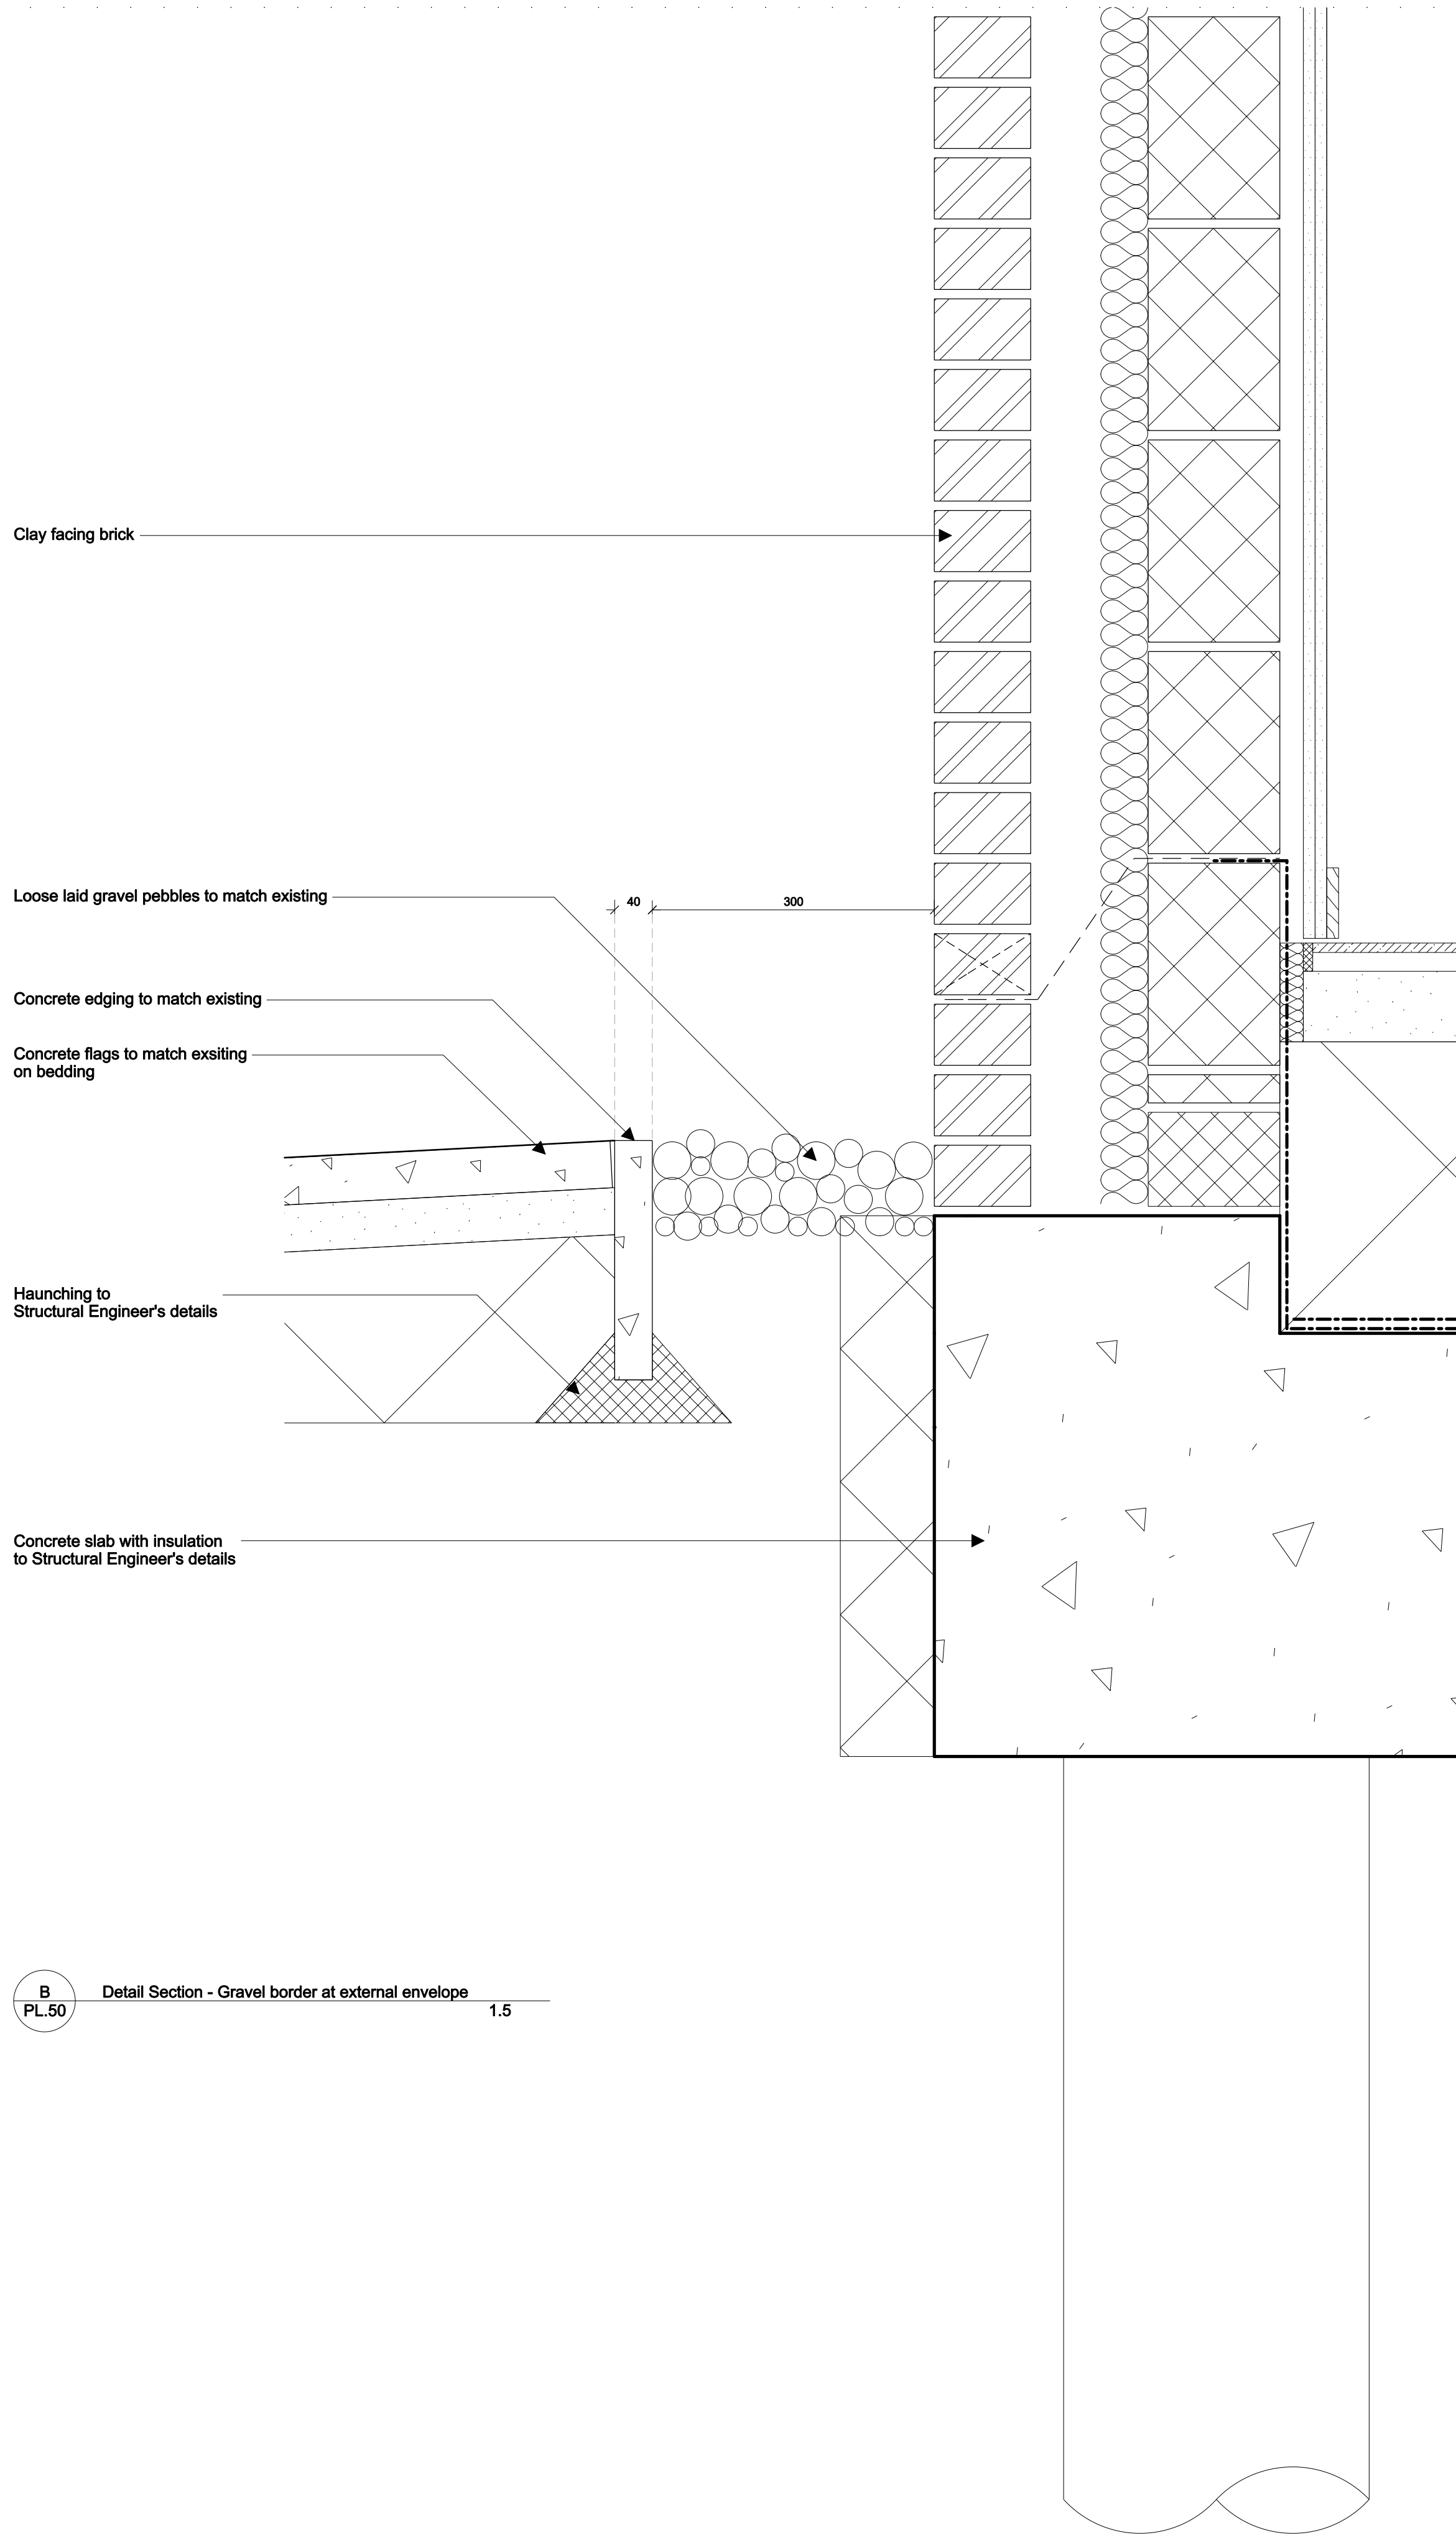 Clay facing brick
Loose laid gravel pebbles to match existing
40
300
Concrete edging to match existing
Concrete flags to match exsiting
on bedding
Haunching to
Structural Engineer's details
Concrete slab with insulation
to Structural Engineer's details
B
PL.50
Detail Section - Gravel border at external envelope
1.5